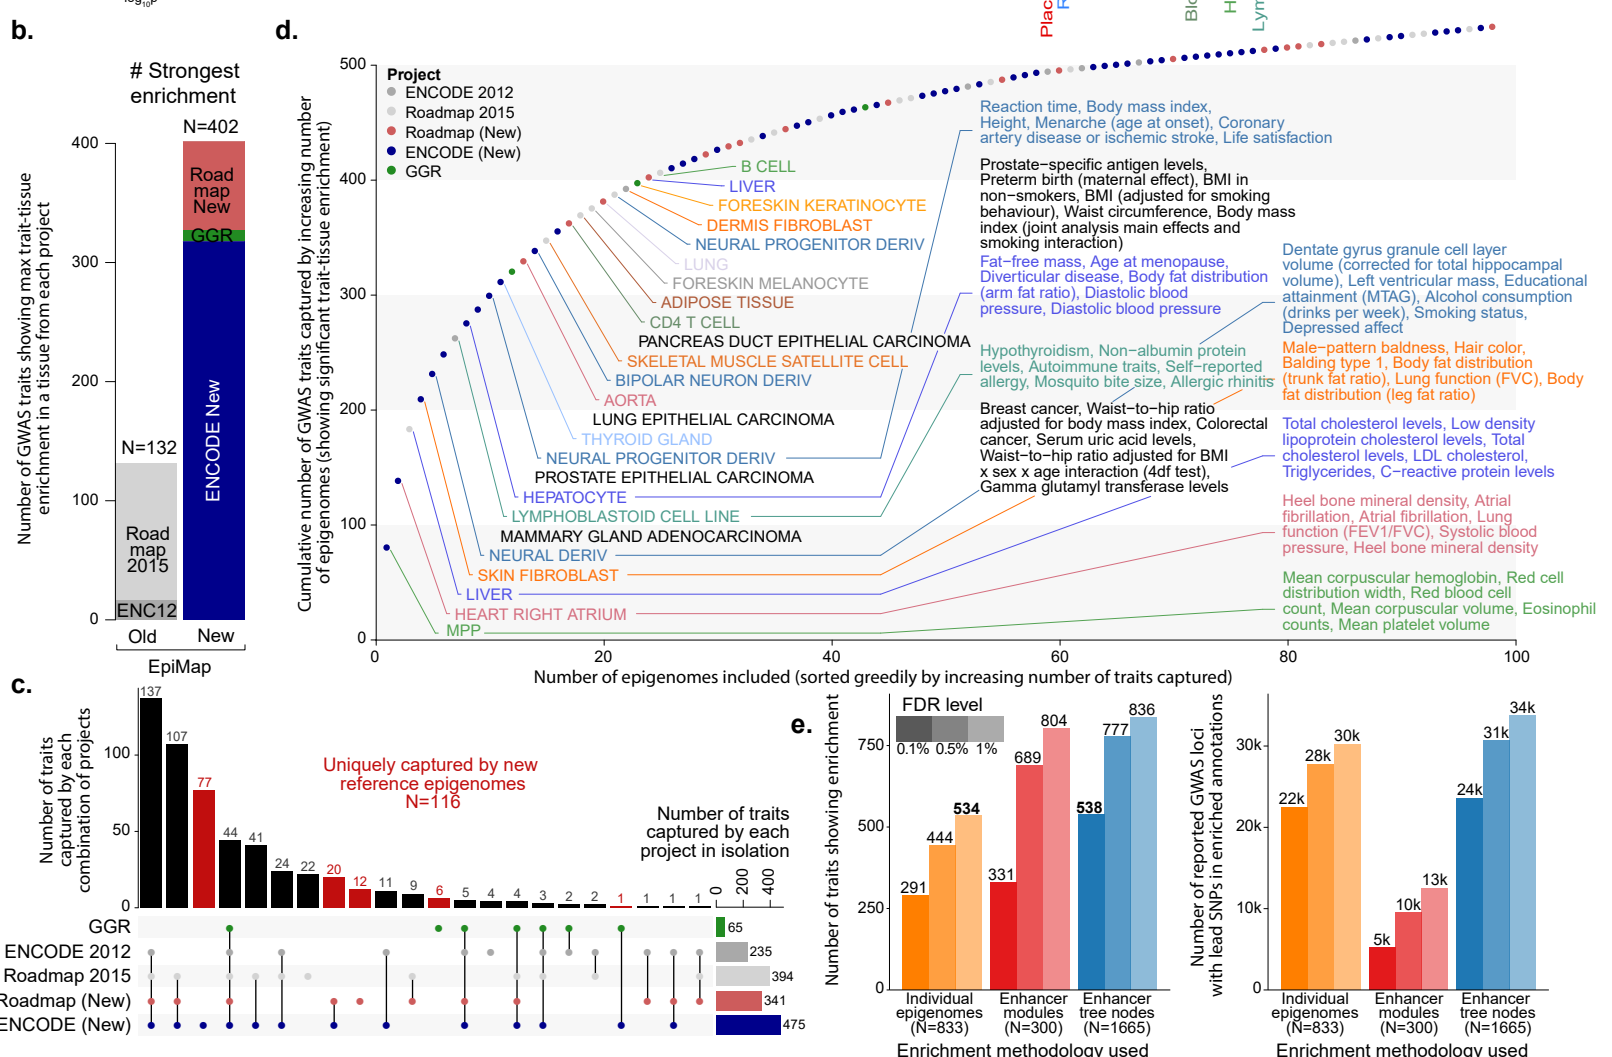 log10p
Plac
Blo
H
Lym
b.
# Strongest
enrichment
N=402
Number of GWAS traits showing max trait-tissue
enrichment in a tissue from each project
400
300
200
100
0
Road
map
New
GGR
ENCODE New
N=132
Road
map
2015
ENC12
Old
New
EpiMap
d.
Cumulative number of GWAS traits captured by increasing number
of epigenomes (showing significant trait-tissue enrichment)
500
400
300
200
100
0
Project
ENCODE 2012
Roadmap 2015
Roadmap (New)
ENCODE (New)
GGR
B CELL
LIVER
FORESKIN KERATINOCYTE
DERMIS FIBROBLAST
NEURAL PROGENITOR DERIV
LUNG
FORESKIN MELANOCYTE
ADIPOSE TISSUE
CD4 T CELL
PANCREAS DUCT EPITHELIAL CARCINOMA
SKELETAL MUSCLE SATELLITE CELL
BIPOLAR NEURON DERIV
AORTA
LUNG EPITHELIAL CARCINOMA
THYROID GLAND
NEURAL PROGENITOR DERIV
PROSTATE EPITHELIAL CARCINOMA
HEPATOCYTE
LYMPHOBLASTOID CELL LINE
MAMMARY GLAND ADENOCARCINOMA
NEURAL DERIV
SKIN FIBROBLAST
LIVER
HEART RIGHT ATRIUM
MPP
Reaction time, Body mass index,
Height, Menarche (age at onset), Coronary
artery disease or ischemic stroke, Life satisfaction
Prostate−specific antigen levels,
Preterm birth (maternal effect), BMI in
non−smokers, BMI (adjusted for smoking
behaviour), Waist circumference, Body mass
index (joint analysis main effects and
smoking interaction)
Fat−free mass, Age at menopause,
Diverticular disease, Body fat distribution
(arm fat ratio), Diastolic blood
pressure, Diastolic blood pressure
Hypothyroidism, Non−albumin protein
levels, Autoimmune traits, Self−reported
allergy, Mosquito bite size, Allergic rhinitis
Breast cancer, Waist−to−hip ratio
adjusted for body mass index, Colorectal
cancer, Serum uric acid levels,
Waist−to−hip ratio adjusted for BMI
x sex x age interaction (4df test),
Gamma glutamyl transferase levels
Dentate gyrus granule cell layer
volume (corrected for total hippocampal
volume), Left ventricular mass, Educational
attainment (MTAG), Alcohol consumption
(drinks per week), Smoking status,
Depressed affect
Male−pattern baldness, Hair color,
Balding type 1, Body fat distribution
(trunk fat ratio), Lung function (FVC), Body
fat distribution (leg fat ratio)
Total cholesterol levels, Low density
lipoprotein cholesterol levels, Total
cholesterol levels, LDL cholesterol,
Triglycerides, C−reactive protein levels
Heel bone mineral density, Atrial
fibrillation, Atrial fibrillation, Lung
function (FEV1/FVC), Systolic blood
pressure, Heel bone mineral density
Mean corpuscular hemoglobin, Red cell
distribution width, Red blood cell
count, Mean corpuscular volume, Eosinophil
counts, Mean platelet volume
0 20 40 60 80 100
Number of epigenomes included (sorted greedily by increasing number of traits captured)
c.
Number of traits
captured by each
combination of projects
100
50
0
137 107 77 44 41 24 22 20 12 11 9 6 5 4 4 3 2 2 1 1 1 1
Uniquely captured by new
reference epigenomes
N=116
Number of traits
captured by each
project in isolation
0 200 400
GGR 65
ENCODE 2012 235
Roadmap 2015 394
Roadmap (New) 341
ENCODE (New) 475
e.
Number of traits showing enrichment
750
500
250
0
FDR level
0.1% 0.5% 1%
291 444 534
331 689 804
538 777 836
Individual
epigenomes
(N=833)
Enhancer
modules
(N=300)
Enhancer
tree nodes
(N=1665)
Enrichment methodology used
Number of reported GWAS loci
with lead SNPs in enriched annotations
30k
20k
10k
0
22k 28k 30k
5k 10k 13k
24k 31k 34k
Individual
epigenomes
(N=833)
Enhancer
modules
(N=300)
Enhancer
tree nodes
(N=1665)
Enrichment methodology used